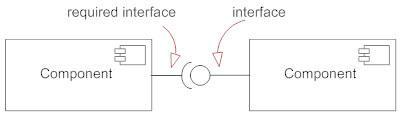 required interface
interface
Component
Component